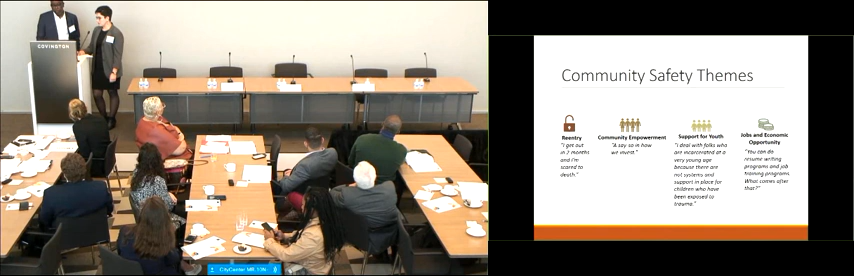 COVINGTON
CityCenter MR. 13N
Community Safety Themes
Reentry
"I get out
in 2 months
and I'm
scared to
death."
Community Empowerment
"A say so in how
we invest."
Support for Youth
"I deal with folks who
are incarcerated at a
very young age
because there are
not systems and
support in place for
children who have
been exposed to
trauma."
Jobs and Economic
Opportunity
"You can do
resume writing
programs and job
training programs.
What comes after
that?"